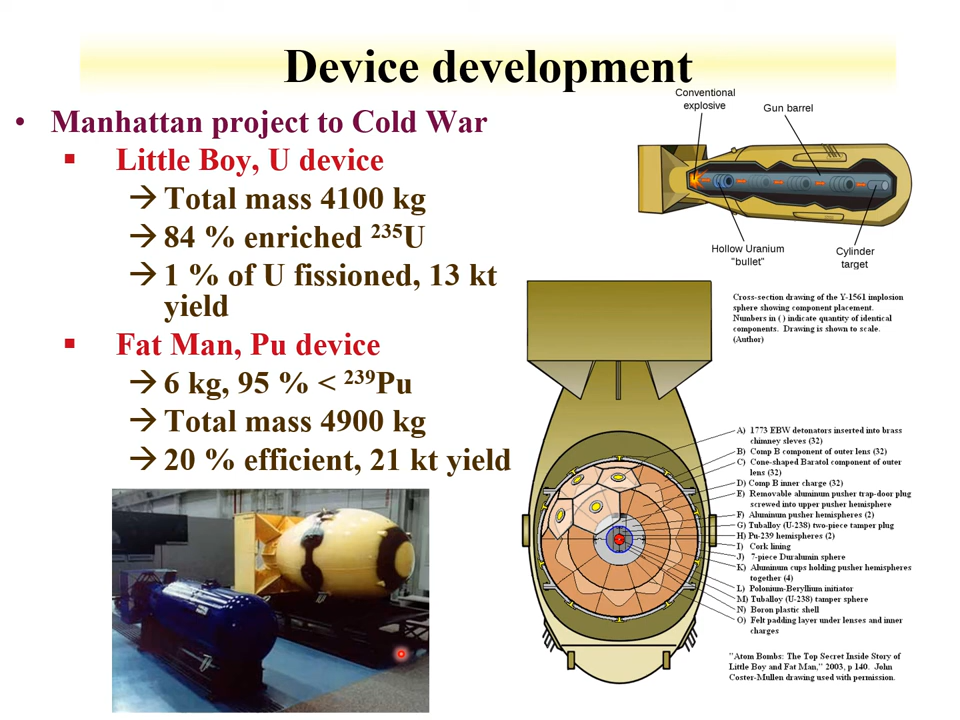 Device development
• Manhattan project to Cold War
▪ Little Boy, U device
→ Total mass 4100 kg
→ 84 % enriched ²³⁵U
→ 1 % of U fissioned, 13 kt
yield
▪ Fat Man, Pu device
→ 6 kg, 95 % < ²³⁹Pu
→ Total mass 4900 kg
→ 20 % efficient, 21 kt yield
Conventional
explosive
Gun barrel
Hollow Uranium
"bullet"
Cylinder
target
Cross-section drawing of the Y-1561 implosion
sphere showing component placement.
Numbers in ( ) indicate quantity of identical
components. Drawing is shown to scale.
(Author)
A) 1773 EBW detonators inserted into brass
chimney sleves (32)
B) Comp B component of outer lens (32)
C) Cone-shaped Baratol component of outer
lens (32)
D) Comp B inner charge (32)
E) Removable aluminum pusher trap-door plug
screwed into upper pusher hemisphere
F) Aluminum pusher hemispheres (2)
G) Tuballoy (U-238) two-piece tamper plug
H) Pu-239 hemispheres (2)
I) Cork lining
J) 7-piece Duralumin sphere
K) Aluminum cups holding pusher hemispheres
together (4)
L) Polonium-Beryllium initiator
M) Tuballoy (U-238) tamper sphere
N) Boron plastic shell
O) Felt padding layer under lenses and inner
charges
"Atom Bombs: The Top Secret Inside Story of
Little Boy and Fat Man," 2003, p 140. John
Coster-Mullen drawing used with permission.